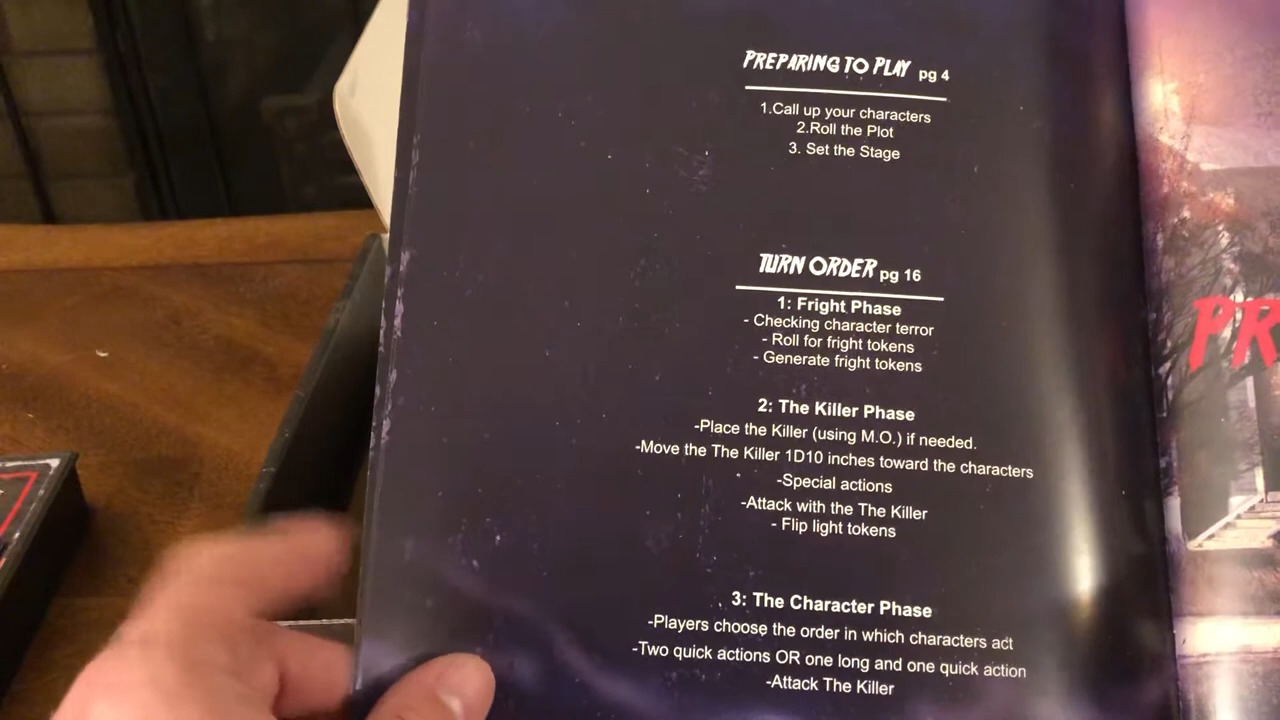 PREPARING TO PLAY pg 4
1.Call up your characters
2.Roll the Plot
3. Set the Stage
TURN ORDER pg 16
1: Fright Phase
- Checking character terror
- Roll for fright tokens
- Generate fright tokens
2: The Killer Phase
-Place the Killer (using M.O.) if needed.
-Move the The Killer 1D10 inches toward the characters
-Special actions
-Attack with the The Killer
- Flip light tokens
3: The Character Phase
-Players choose the order in which characters act
-Two quick actions OR one long and one quick action
-Attack The Killer
PR